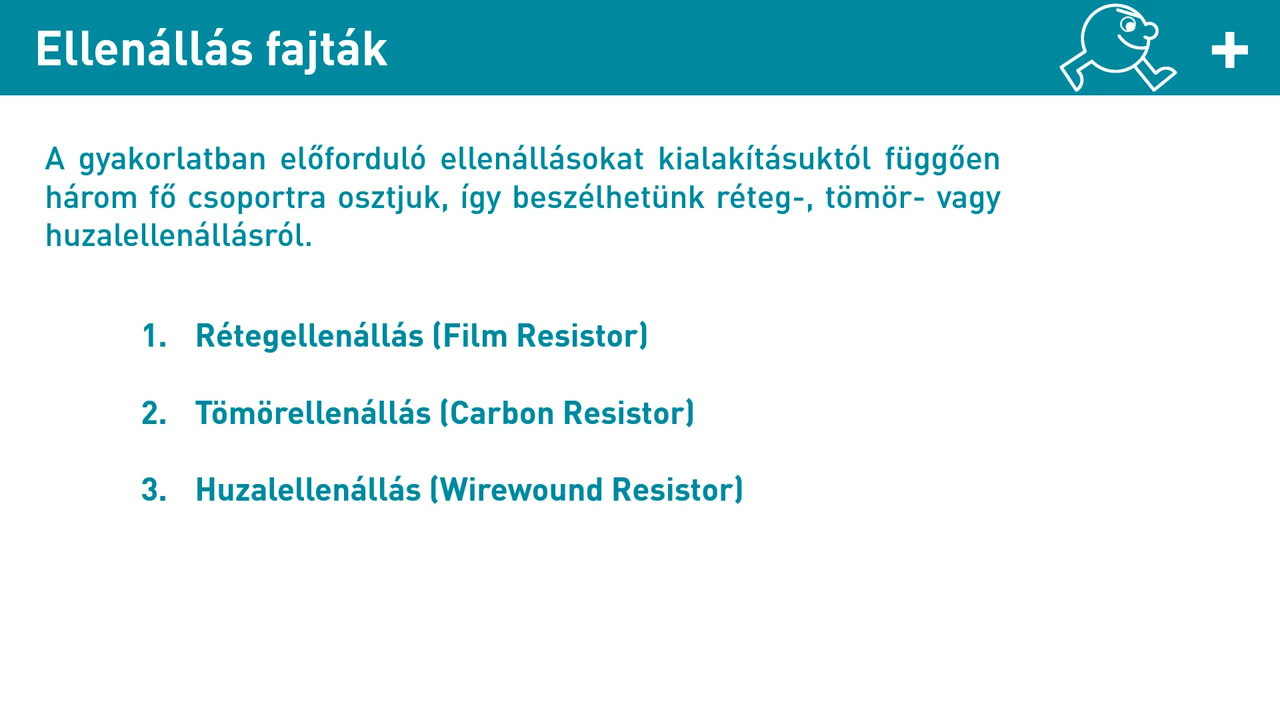 Ellenállás fajták
A gyakorlatban előforduló ellenállásokat kialakításuktól függően
három fő csoportra osztjuk, így beszélhetünk réteg-, tömör- vagy
huzalellenállásról.
1. Rétegellenállás (Film Resistor)
2. Tömörellenállás (Carbon Resistor)
3. Huzalellenállás (Wirewound Resistor)